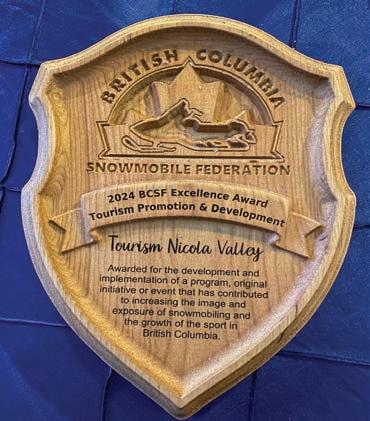 BRITISH COLUMBIA
SNOWMOBILE FEDERATION
2024 BCSF Excellence Award
Tourism Promotion & Development
Tourism Nicola Valley
Awarded for the development and
implementation of a program, original
initiative or event that has contributed
to increasing the image and
exposure of snowmobiling and
the growth of the sport in
British Columbia.